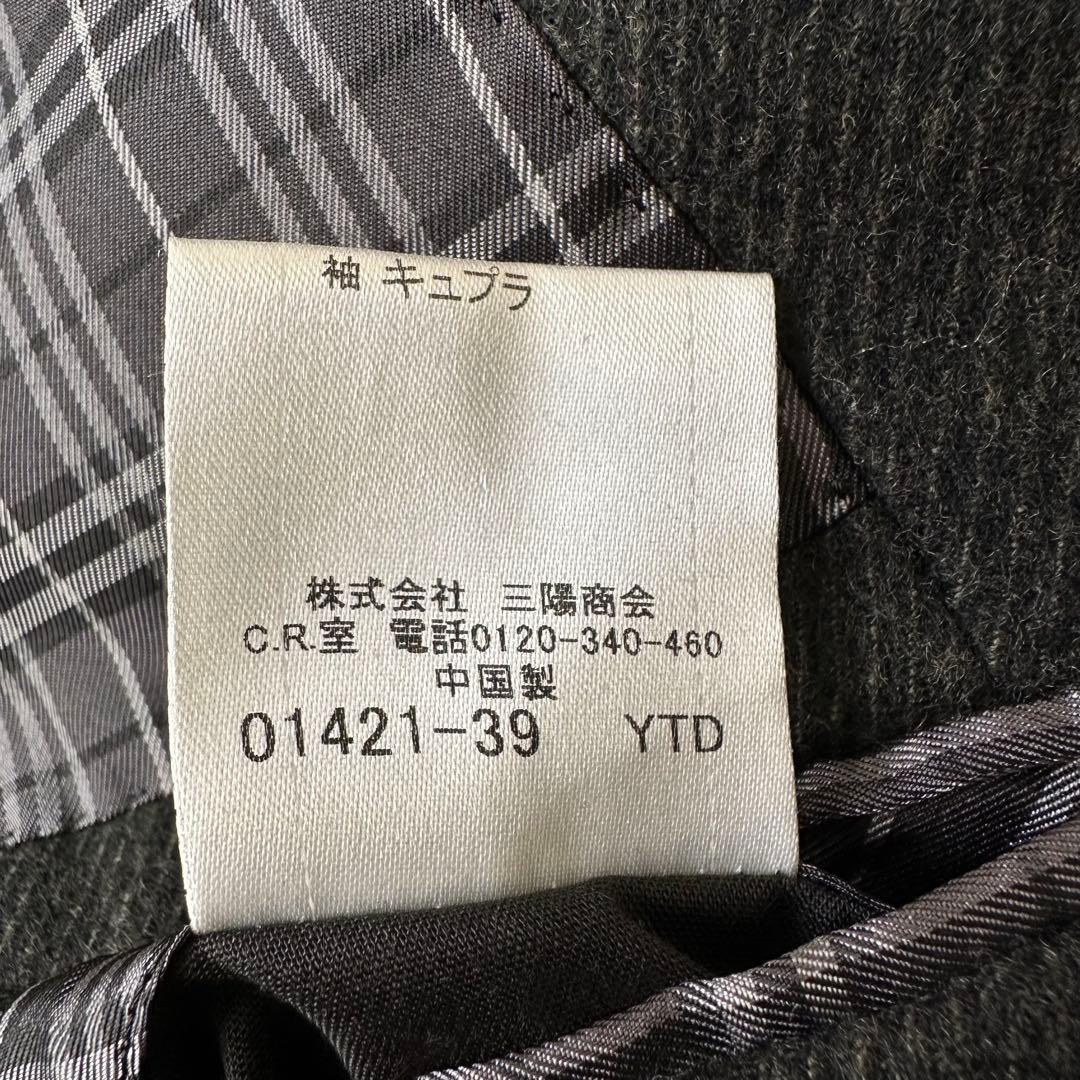 袖 キュプラ
株式会社 三陽商会
C.R.室 電話0120-340-460
中国製
01421-39 YTD